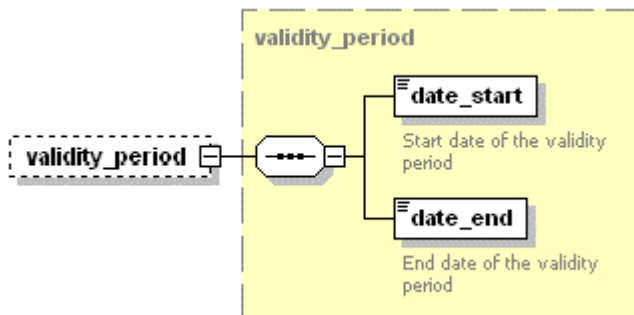 validity_period
validity_period
date_start
Start date of the validity
period
date_end
End date of the validity
period